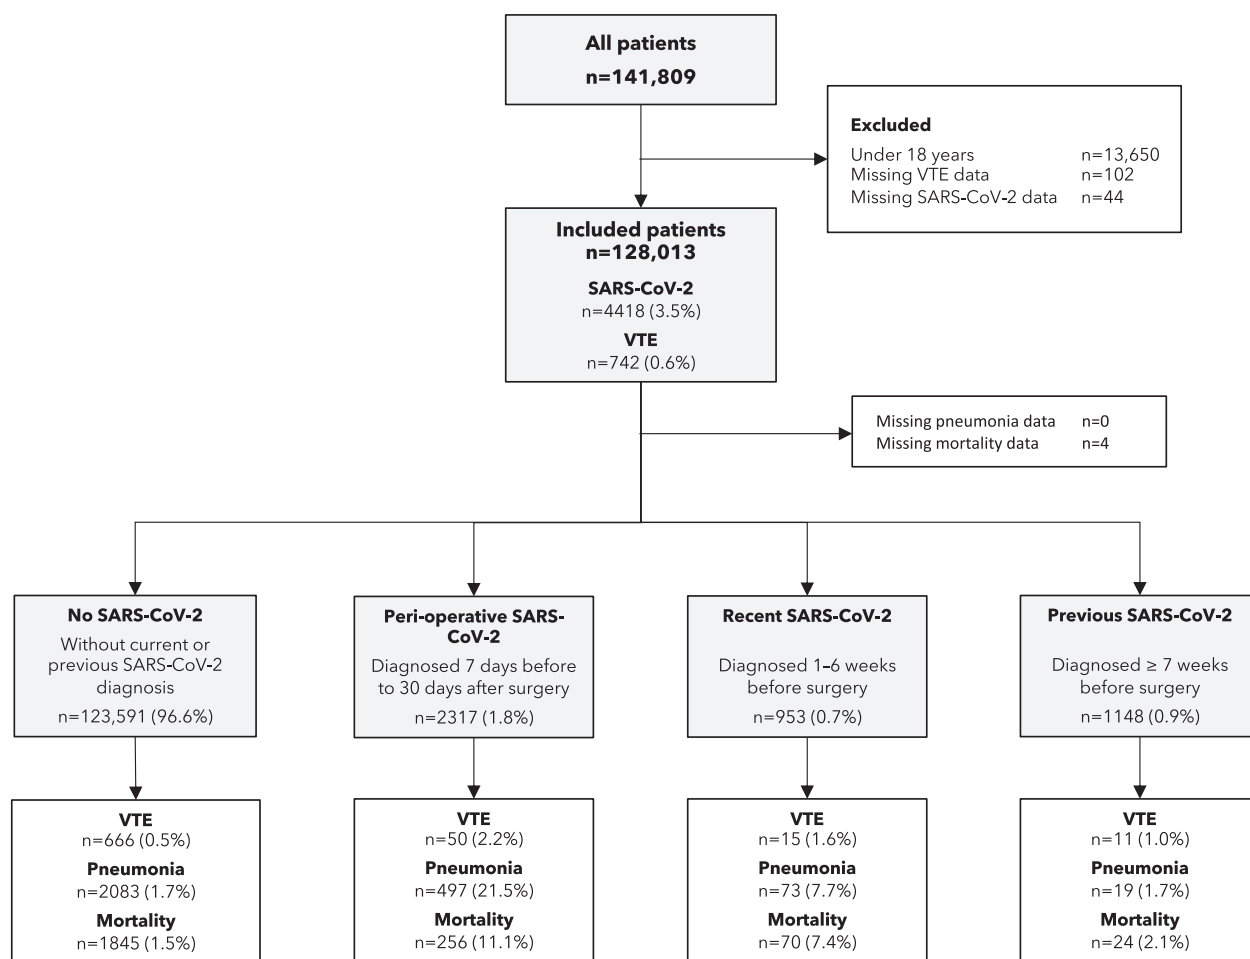 All patients
n=141,809
Excluded
Under 18 years n=13,650
Missing VTE data n=102
Missing SARS-CoV-2 data n=44
Included patients
n=128,013
SARS-CoV-2
n=4418 (3.5%)
VTE
n=742 (0.6%)
Missing pneumonia data n=0
Missing mortality data n=4
No SARS-CoV-2
Without current or
previous SARS-CoV-2
diagnosis
n=123,591 (96.6%)
Peri-operative SARS-
CoV-2
Diagnosed 7 days before
to 30 days after surgery
n=2317 (1.8%)
Recent SARS-CoV-2
Diagnosed 1–6 weeks
before surgery
n=953 (0.7%)
Previous SARS-CoV-2
Diagnosed ≥ 7 weeks
before surgery
n=1148 (0.9%)
VTE
n=666 (0.5%)
Pneumonia
n=2083 (1.7%)
Mortality
n=1845 (1.5%)
VTE
n=50 (2.2%)
Pneumonia
n=497 (21.5%)
Mortality
n=256 (11.1%)
VTE
n=15 (1.6%)
Pneumonia
n=73 (7.7%)
Mortality
n=70 (7.4%)
VTE
n=11 (1.0%)
Pneumonia
n=19 (1.7%)
Mortality
n=24 (2.1%)